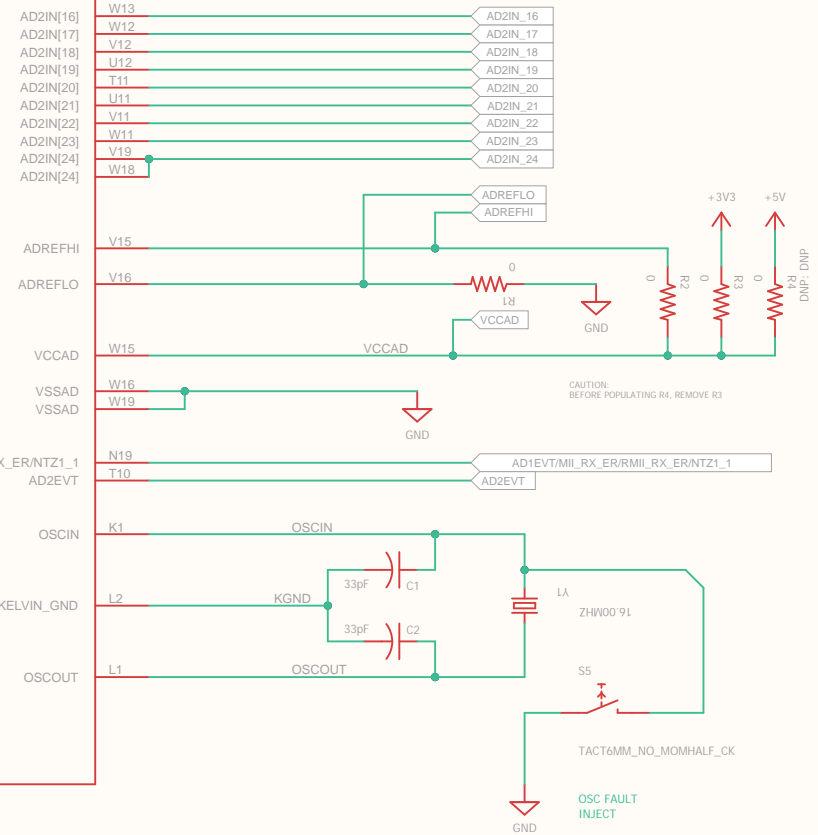 AD2IN[16] W13 AD2IN_16
AD2IN[17] W12 AD2IN_17
AD2IN[18] V12 AD2IN_18
AD2IN[19] U12 AD2IN_19
AD2IN[20] T11 AD2IN_20
AD2IN[21] U11 AD2IN_21
AD2IN[22] V11 AD2IN_22
AD2IN[23] W11 AD2IN_23
AD2IN[24] V19 AD2IN_24
AD2IN[24] W18
ADREFLO
ADREFHI
+3V3 +5V
ADREFHI V15
ADREFLO V16
0
R1
GND
0 R2
0 R3
0 R4
DNP: DNP
VCCAD
VCCAD W15 VCCAD
VSSAD W16
VSSAD W19
GND
CAUTION:
BEFORE POPULATING R4, REMOVE R3
X_ER/NTZ1_1 N19 AD1EVT/MII_RX_ER/RMII_RX_ER/NTZ1_1
AD2EVT T10 AD2EVT
OSCIN K1 OSCIN
33pF C1
KELVIN_GND L2 KGND
33pF C2
Y1
16.00MHZ
OSCOUT L1 OSCOUT
S5
TACT6MM_NO_MOMHALF_CK
OSC FAULT
INJECT
GND